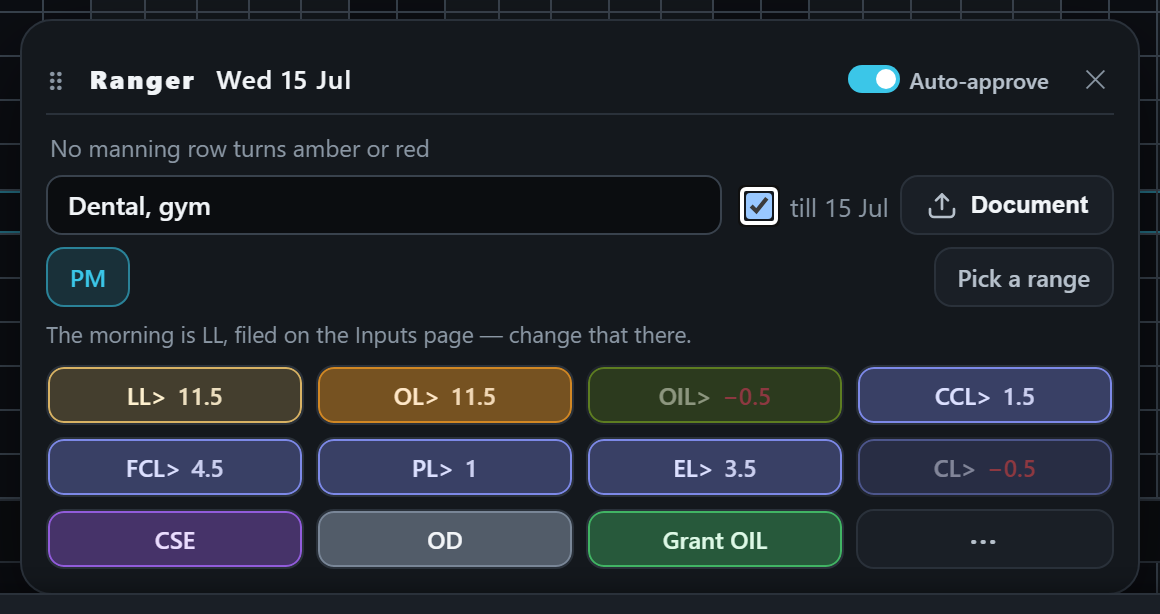 Ranger Wed 15 Jul Auto-approve
No manning row turns amber or red
Dental, gym till 15 Jul Document
PM Pick a range
The morning is LL, filed on the Inputs page — change that there.
LL> 11.5 OL> 11.5 OIL> −0.5 CCL> 1.5
FCL> 4.5 PL> 1 EL> 3.5 CL> −0.5
CSE OD Grant OIL ...